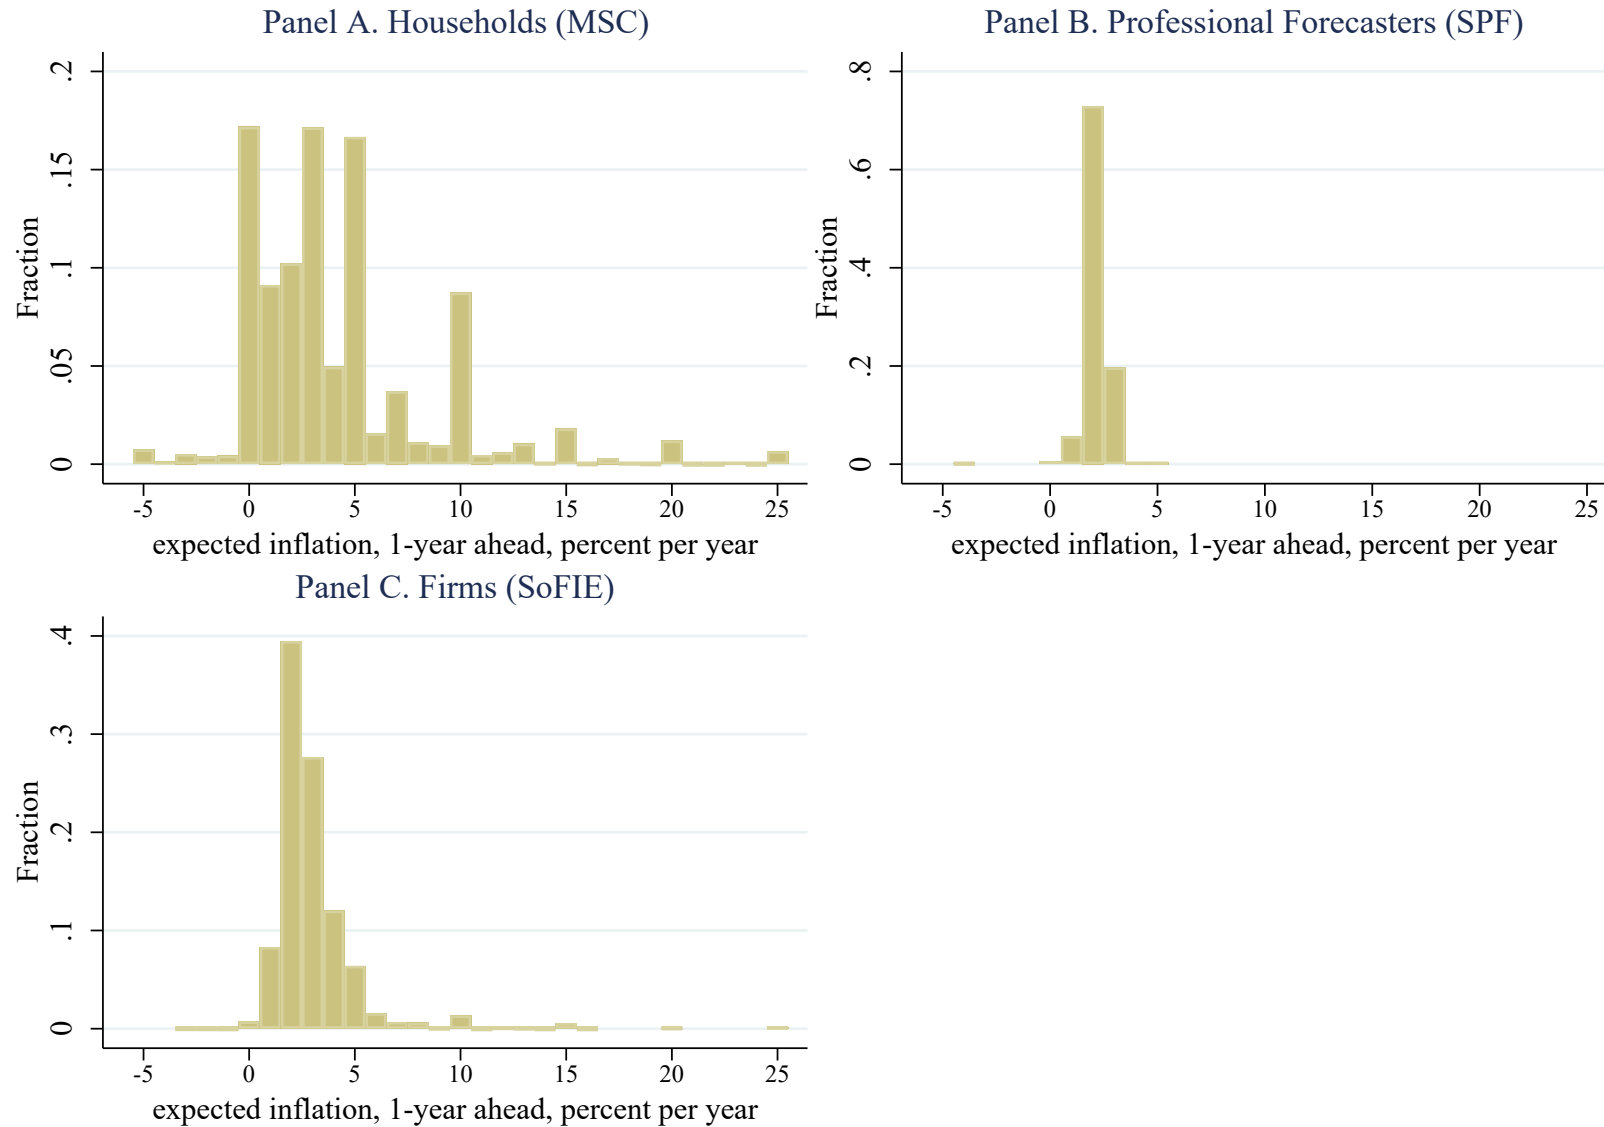 Panel A. Households (MSC)
Fraction
.2
.15
.1
.05
0
-5 0 5 10 15 20 25
expected inflation, 1-year ahead, percent per year
Panel B. Professional Forecasters (SPF)
Fraction
.8
.6
.4
.2
0
-5 0 5 10 15 20 25
expected inflation, 1-year ahead, percent per year
Panel C. Firms (SoFIE)
Fraction
.4
.3
.2
.1
0
-5 0 5 10 15 20 25
expected inflation, 1-year ahead, percent per year